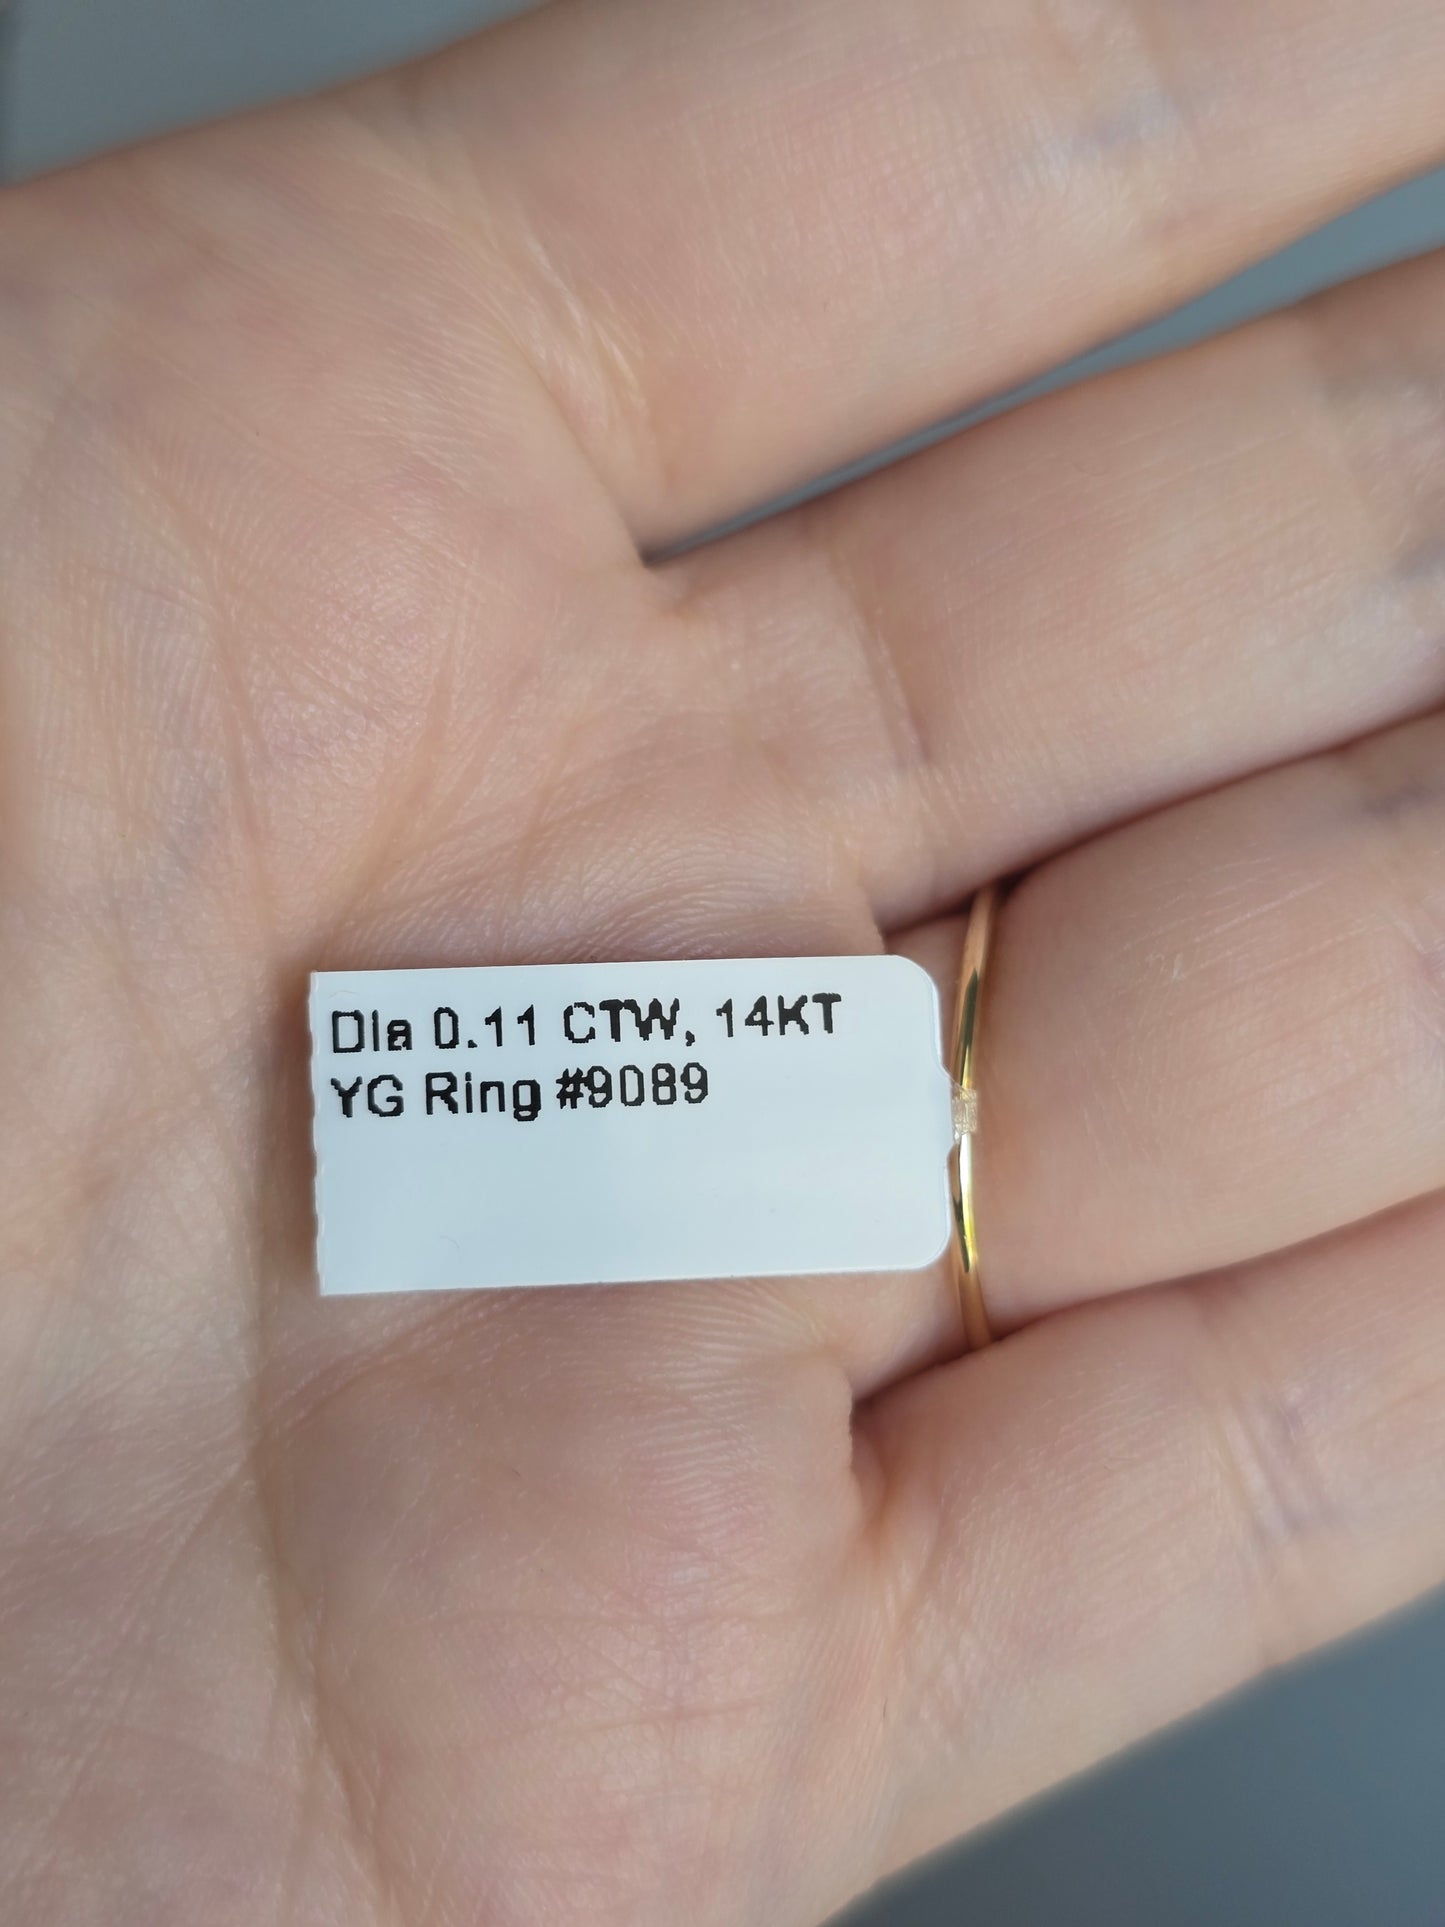 Dia 0.11 CTW, 14KT
YG Ring #9089